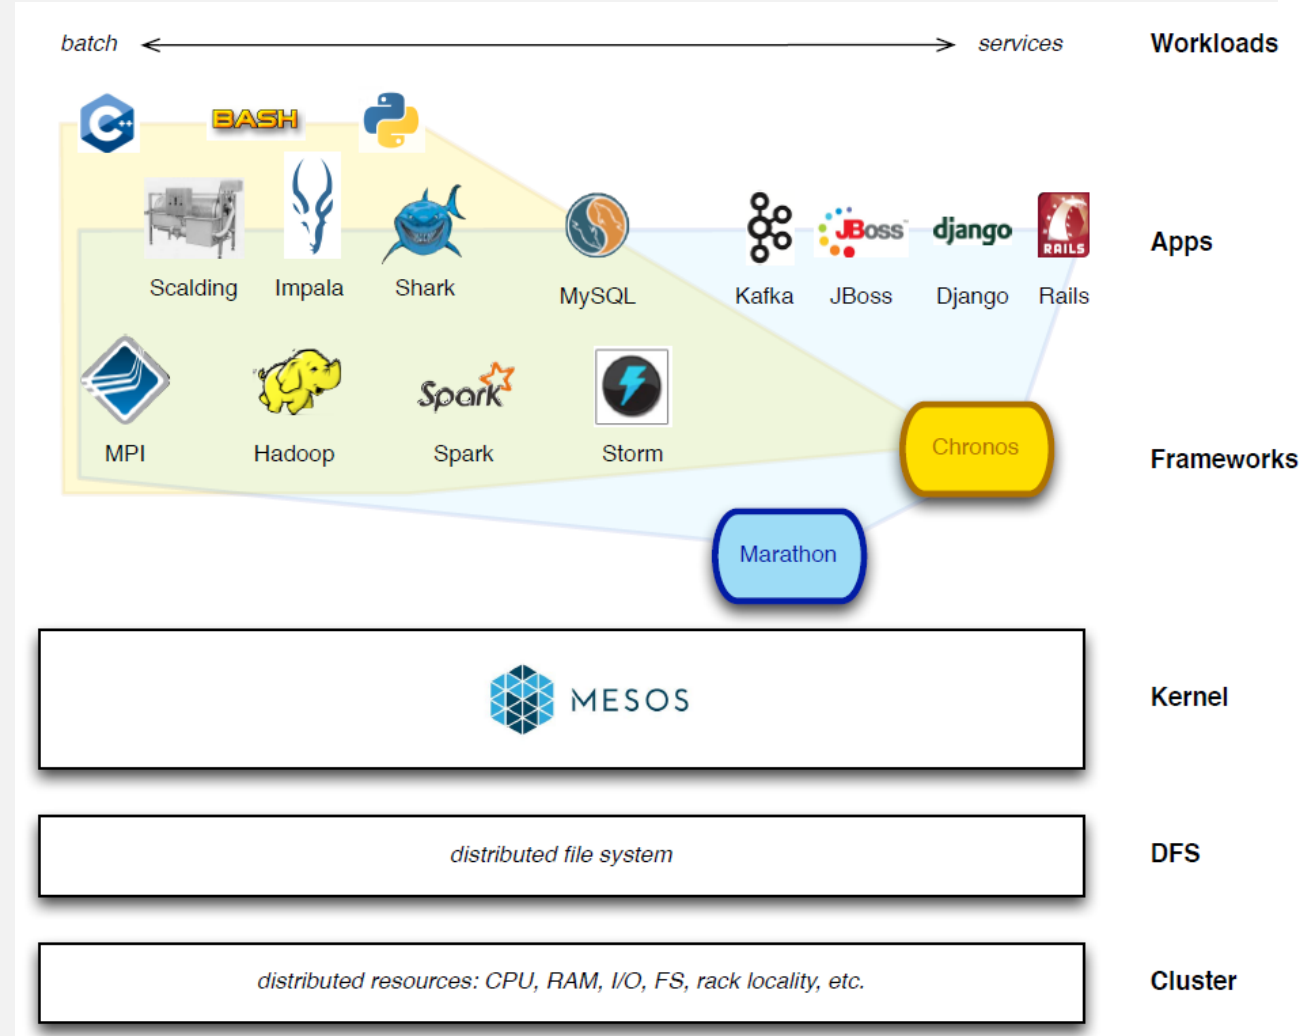 batch
services
Workloads
C++
BASH
Scalding
Impala
Shark
MySQL
Kafka
JBoss
JBoss
django
Django
RAILS
Rails
Apps
MPI
Hadoop
Spark
Spark
Storm
Chronos
Frameworks
Marathon
MESOS
Kernel
distributed file system
DFS
distributed resources: CPU, RAM, I/O, FS, rack locality, etc.
Cluster